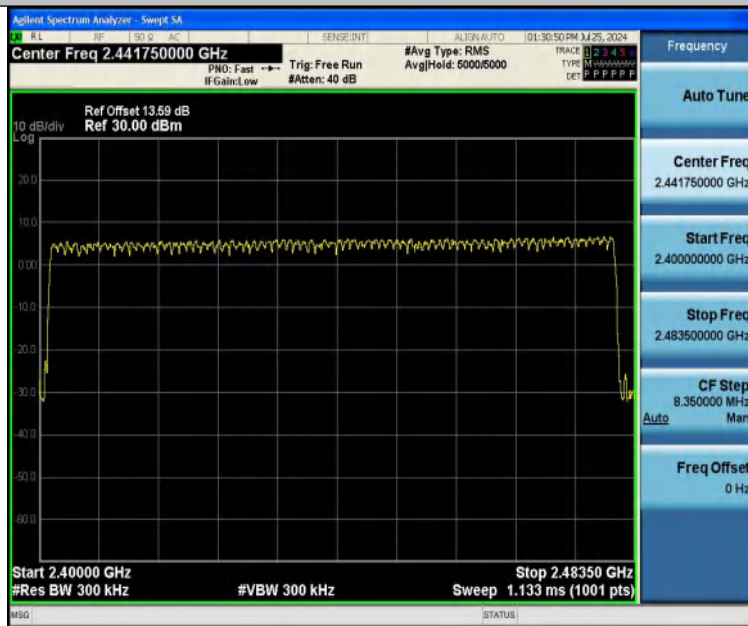 Agilent Spectrum Analyzer - Swept SA
RL RF 50 Ω AC SENSE:INT ALIGN AUTO 01:30:50 PM Jul 25, 2024
Center Freq 2.441750000 GHz
PNO: Fast
IFGain:Low
Trig: Free Run
#Atten: 40 dB
#Avg Type: RMS
Avg|Hold: 5000/5000
TRACE 1 2 3 4 5 6
TYPE M
DET P P P P P P
Ref Offset 13.59 dB
10 dB/div Ref 30.00 dBm
Log
20.0
10.0
0.00
-10.0
-20.0
-30.0
-40.0
-50.0
-60.0
Start 2.40000 GHz Stop 2.48350 GHz
#Res BW 300 kHz #VBW 300 kHz Sweep 1.133 ms (1001 pts)
MSG STATUS
Frequency
Auto Tune
Center Freq
2.441750000 GHz
Start Freq
2.400000000 GHz
Stop Freq
2.483500000 GHz
CF Step
8.350000 MHz
Auto Man
Freq Offset
0 Hz